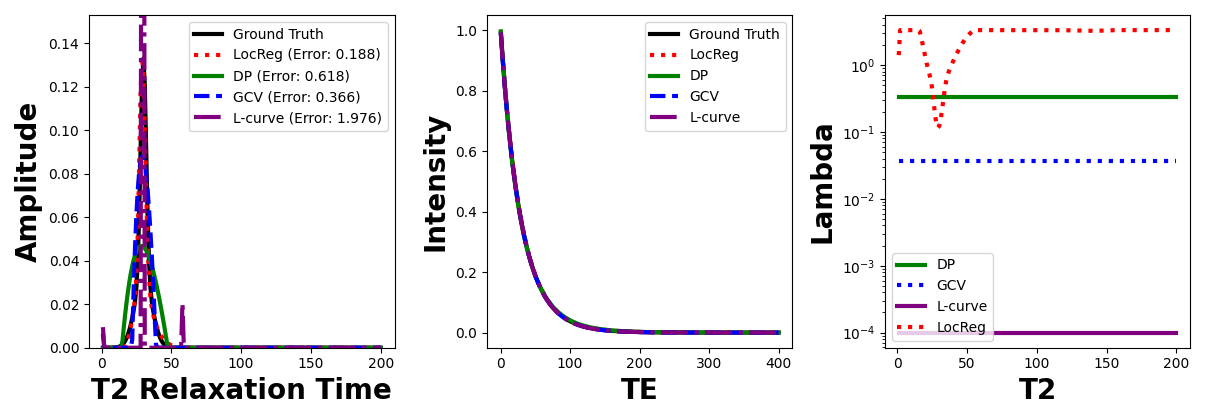 Amplitude
0.14
0.12
0.10
0.08
0.06
0.04
0.02
0.00
Ground Truth
LocReg (Error: 0.188)
DP (Error: 0.618)
GCV (Error: 0.366)
L-curve (Error: 1.976)
0 50 100 150 200
T2 Relaxation Time
Intensity
1.0
0.8
0.6
0.4
0.2
0.0
Ground Truth
LocReg
DP
GCV
L-curve
0 100 200 300 400
TE
Lambda
10⁰
10⁻¹
10⁻²
10⁻³
10⁻⁴
DP
GCV
L-curve
LocReg
0 50 100 150 200
T2